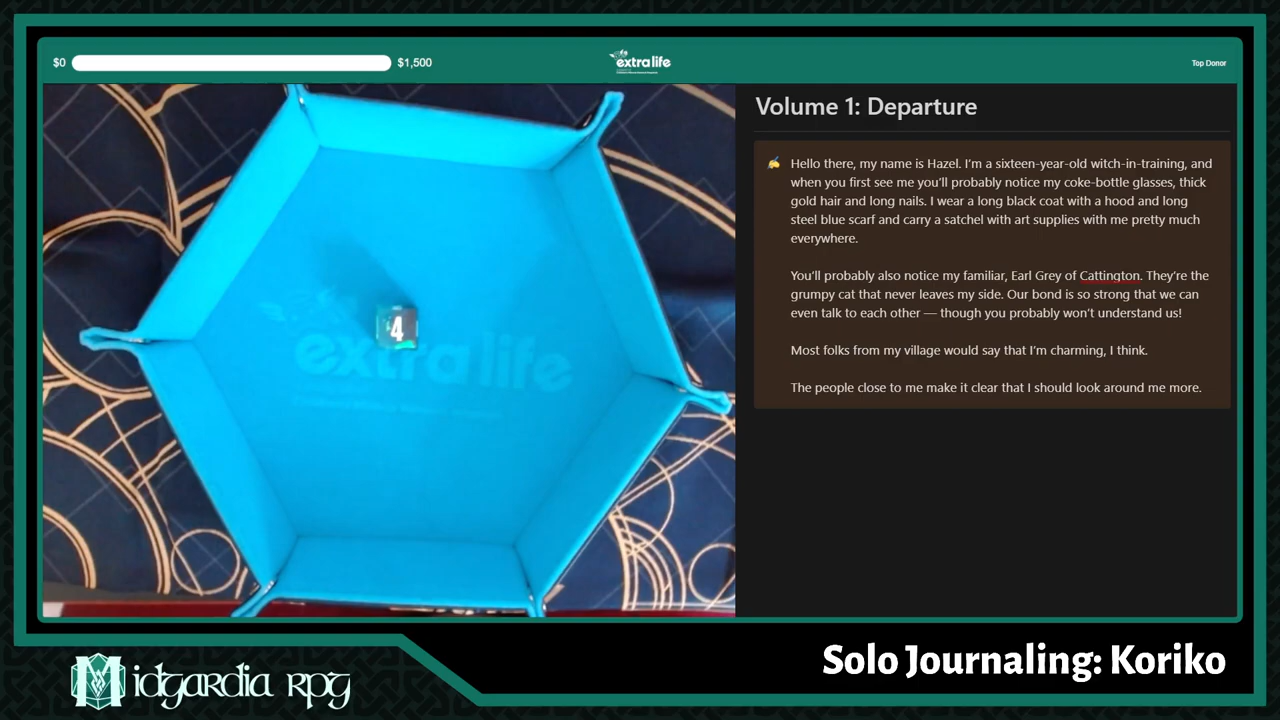 $0
$1,500
extra life
Top Donor
Volume 1: Departure
Hello there, my name is Hazel. I'm a sixteen-year-old witch-in-training, and
when you first see me you'll probably notice my coke-bottle glasses, thick
gold hair and long nails. I wear a long black coat with a hood and long
steel blue scarf and carry a satchel with art supplies with me pretty much
everywhere.
You'll probably also notice my familiar, Earl Grey of Cattington. They're the
grumpy cat that never leaves my side. Our bond is so strong that we can
even talk to each other — though you probably won't understand us!
Most folks from my village would say that I'm charming, I think.
The people close to me make it clear that I should look around me more.
4
extra life
Solo Journaling: Koriko
Midgardia RPG